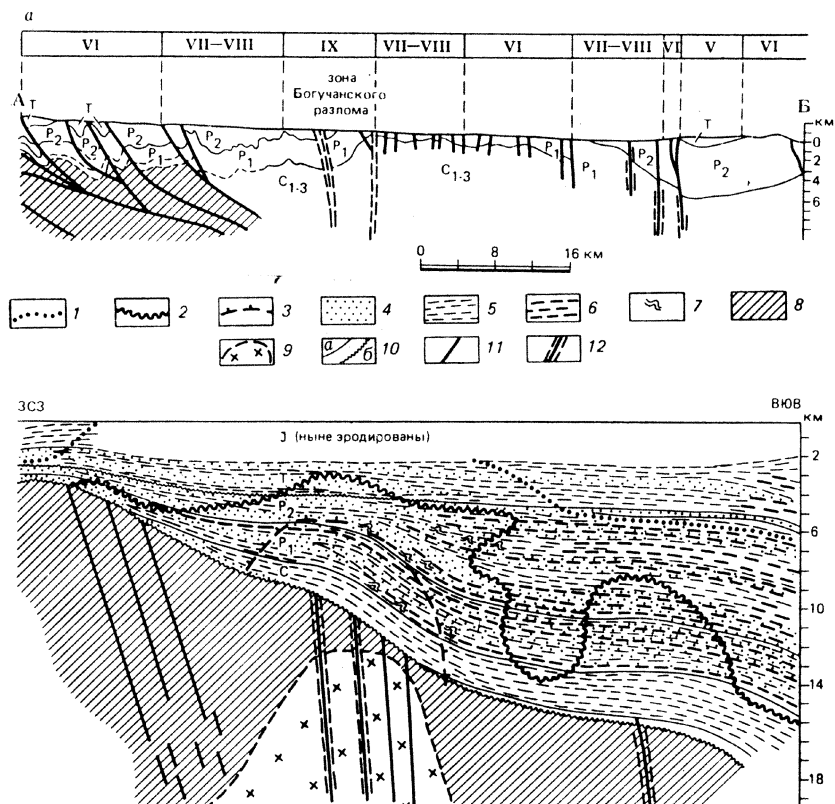 а
VI VII—VIII IX VII—VIII VI VII—VIII VI V VI
зона
Богучанского
разлома
А Б
Т Т Т
км
P₂ P₂ P₂ P₂ P₁ P₁ P₁ C₁₋₃ C₁₋₃ P₁ P₁ P₂ P₂
0
2
4
6
0 8 16 км
1 2 3 4 5 6 7 8
9 а б 10 11 12
ЗСЗ ВЮВ
км
J (ныне эродированы)
2
T
P₂
6
P₁
C
10
14
18